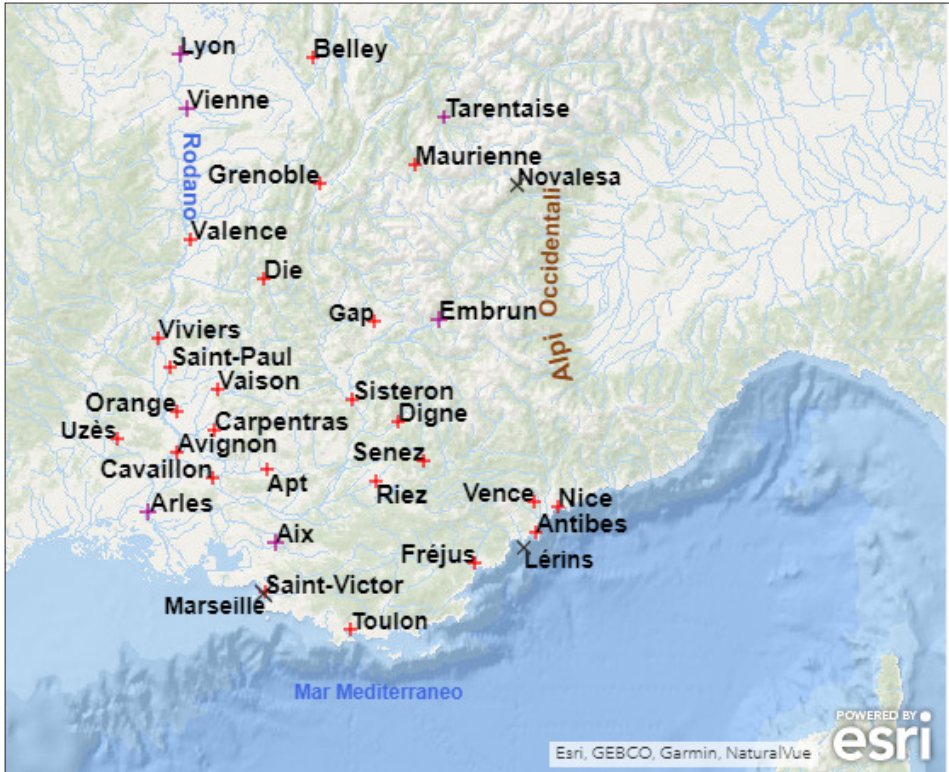 Lyon
Belley
Vienne
Tarentaise
Rodano
Maurienne
Grenoble
Novalesa
Alpi Occidentali
Valence
Die
Gap
Embrun
Viviers
Saint-Paul
Vaison
Sisteron
Orange
Digne
Carpentras
Uzès
Avignon
Senez
Cavaillon
Apt
Riez
Vence
Nice
Arles
Antibes
Aix
Fréjus
Lérins
Saint-Victor
Marseille
Toulon
Mar Mediterraneo
POWERED BY
esri
Esri, GEBCO, Garmin, NaturalVue